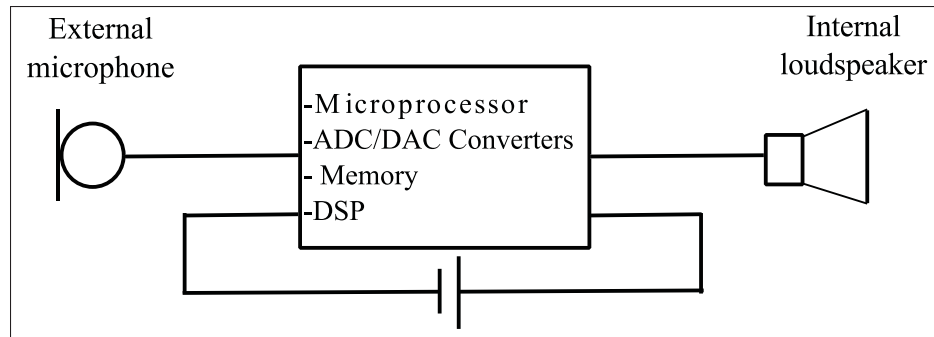 External
microphone
Internal
loudspeaker
-Microprocessor
-ADC/DAC Converters
- Memory
-DSP